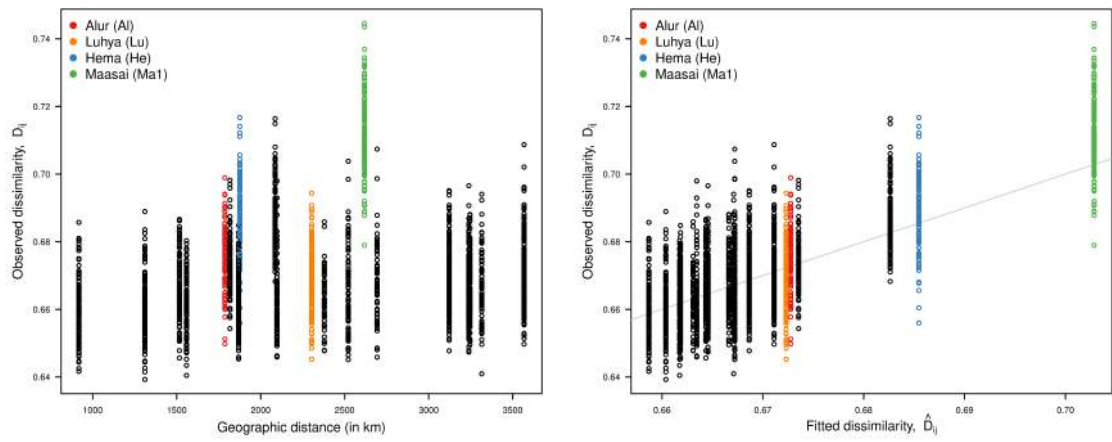 Alur (Al)
Luhya (Lu)
Hema (He)
Maasai (Ma1)
0.74
0.72
0.70
0.68
0.66
0.64
Observed dissimilarity, D_ij
1000 1500 2000 2500 3000 3500
Geographic distance (in km)
Alur (Al)
Luhya (Lu)
Hema (He)
Maasai (Ma1)
0.74
0.72
0.70
0.68
0.66
0.64
Observed dissimilarity, D_ij
0.66 0.67 0.68 0.69 0.70
Fitted dissimilarity, D̂_ij